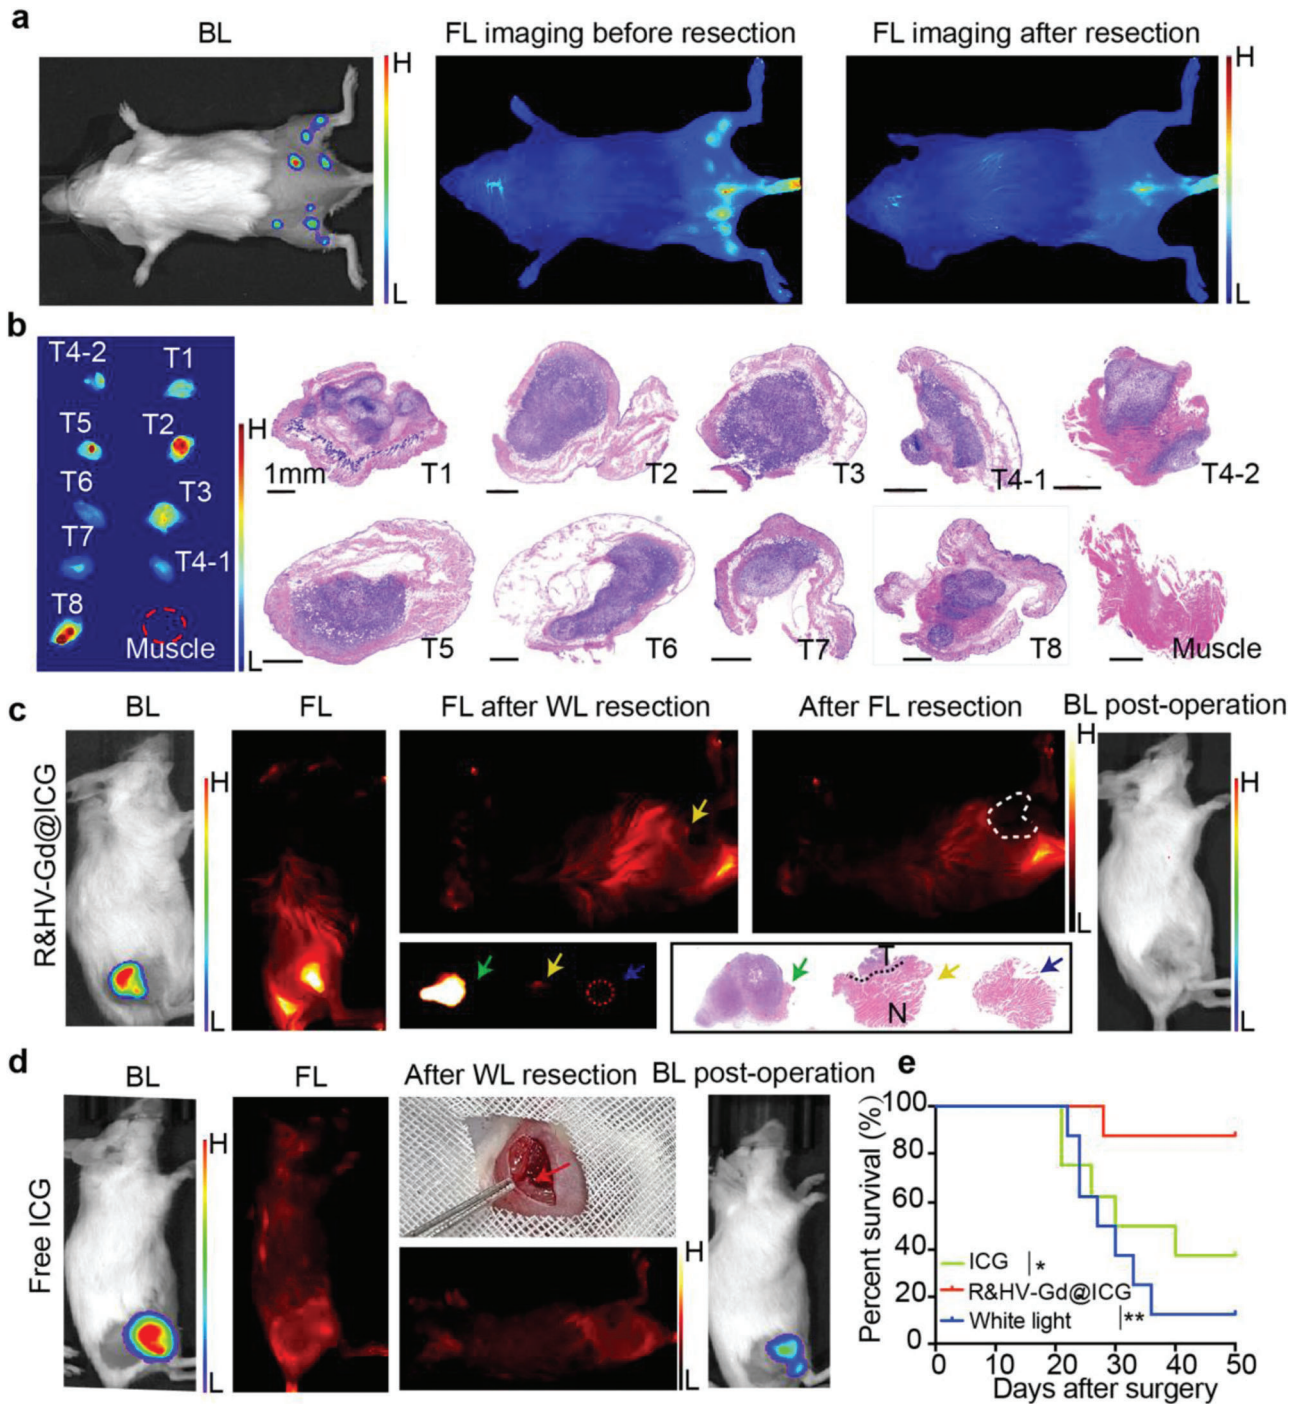 a
BL
FL imaging before resection
FL imaging after resection
H
L
H
L
b
T4-2
T1
T5
T2
T6
T3
T7
T4-1
T8
Muscle
H
L
1mm
T1
T2
T3
T4-1
T4-2
T5
T6
T7
T8
Muscle
c
BL
FL
FL after WL resection
After FL resection
BL post-operation
R&HV-Gd@ICG
H
L
H
L
H
L
T
N
d
BL
FL
After WL resection
BL post-operation
Free ICG
H
L
H
L
e
Percent survival (%)
100
80
60
40
20
0
ICG *
R&HV-Gd@ICG
White light **
0 10 20 30 40 50
Days after surgery